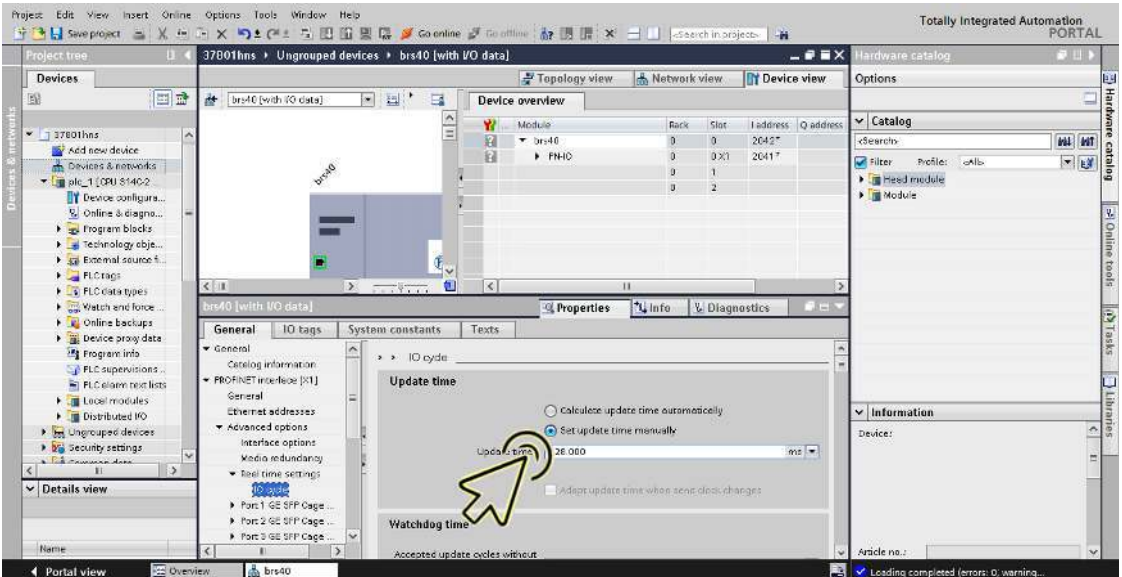 Project Edit View Insert Online Options Tools Window Help
Totally Integrated Automation
PORTAL
Save project
Go online
Go offline
<Search in project>
Project tree
37801hns ▸ Ungrouped devices ▸ brs40 [with I/O data]
Hardware catalog
Devices
Topology view
Network view
Device view
Options
brs40 [with I/O data]
Device overview
Module Rack Slot I address Q address
brs40 0 0 2042*
PN-IO 0 0 X1 2041*
0 1
0 2
Catalog
<Search>
Filter Profile: <All>
Head module
Module
37801hns
Add new device
Devices & networks
plc_1 [CPU 314C-2
Device configura...
Online & diagno...
Program blocks
Technology obje...
External source f...
PLC tags
PLC data types
Watch and force ...
Online backups
Device proxy data
Program info
PLC supervisions ..
PLC alarm text lists
Local modules
Distributed I/O
Ungrouped devices
Security settings
Common data
Details view
Name
Devices & networks
brs40
brs40 [with I/O data]
Properties
Info
Diagnostics
General IO tags System constants Texts
General
Catalog information
PROFINET interface [X1]
General
Ethernet addresses
Advanced options
Interface options
Media redundancy
Real time settings
IO cycle
Port 1 GE SFP Cage ...
Port 2 GE SFP Cage ...
Port 3 GE SFP Cage ...
IO cycle
Update time
Calculate update time automatically
Set update time manually
Update time 128.000 ms
Adapt update time when send clock changes
Watchdog time
Accepted update cycles without
Information
Device:
Article no.:
Hardware catalog
Online tools
Tasks
Libraries
Portal view
Overview
brs40
Loading completed (errors: 0; warning...